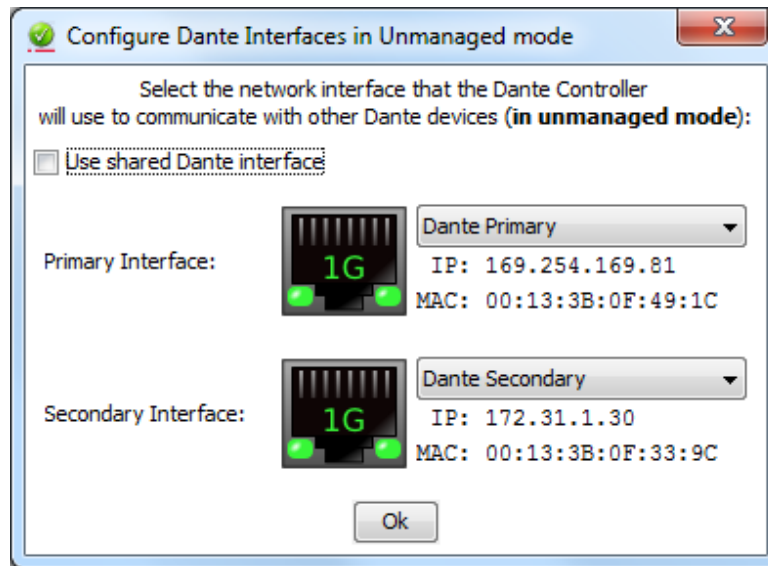 Configure Dante Interfaces in Unmanaged mode
Select the network interface that the Dante Controller
will use to communicate with other Dante devices (in unmanaged mode):
Use shared Dante interface
Dante Primary
Primary Interface:
1G
IP: 169.254.169.81
MAC: 00:13:3B:0F:49:1C
Dante Secondary
Secondary Interface:
1G
IP: 172.31.1.30
MAC: 00:13:3B:0F:33:9C
Ok